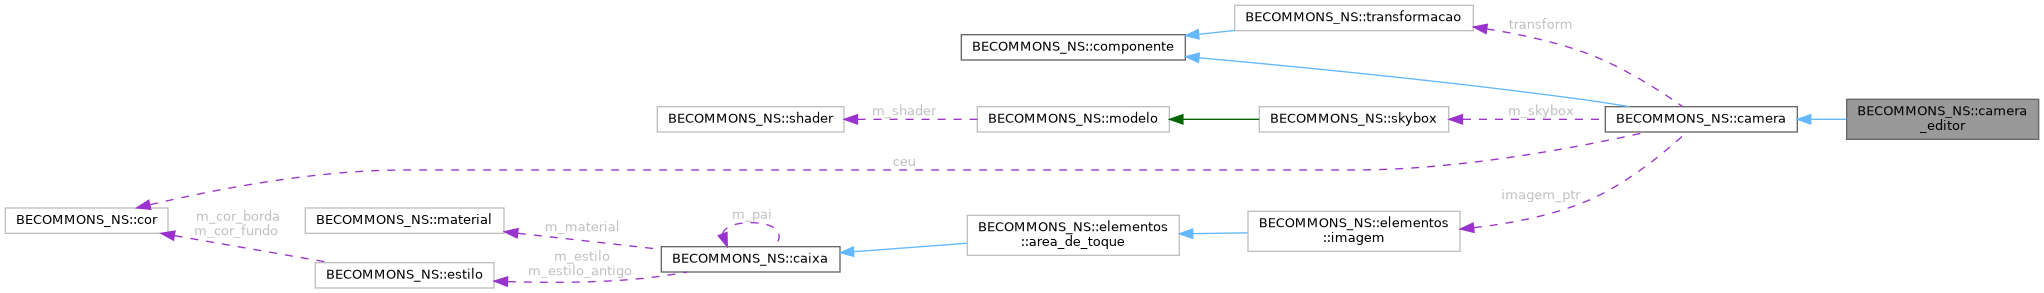 BECOMMONS_NS::transformacao
transform
BECOMMONS_NS::componente
BECOMMONS_NS::shader
m_shader
BECOMMONS_NS::modelo
BECOMMONS_NS::skybox
m_skybox
BECOMMONS_NS::camera
BECOMMONS_NS::camera
_editor
ceu
imagem_ptr
BECOMMONS_NS::cor
m_cor_borda
m_cor_fundo
BECOMMONS_NS::material
m_material
m_pai
BECOMMONS_NS::elementos
::area_de_toque
BECOMMONS_NS::elementos
::imagem
BECOMMONS_NS::estilo
m_estilo
m_estilo_antigo
BECOMMONS_NS::caixa